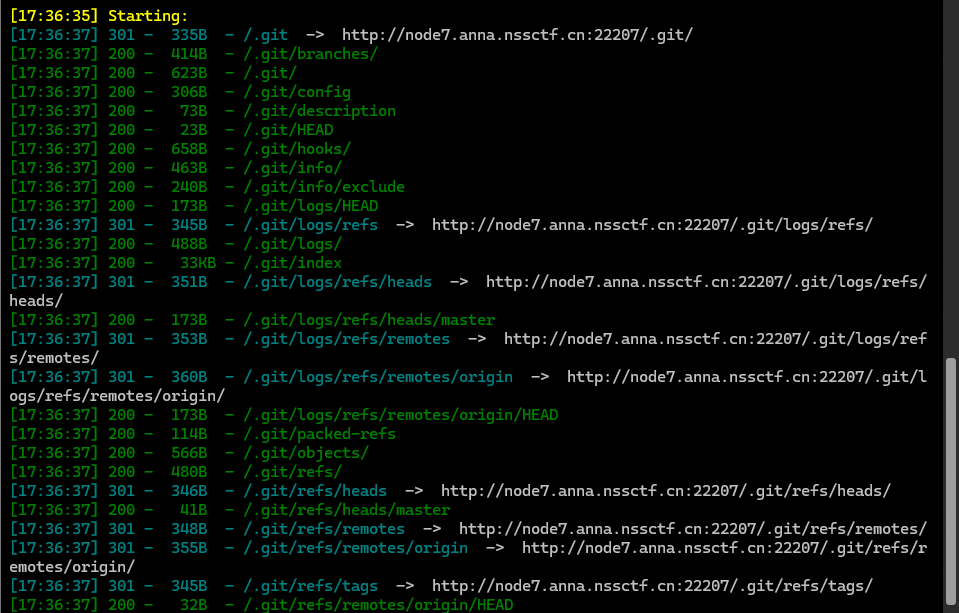 [17:36:35] Starting:
[17:36:37] 301 -  335B  - /.git  ->  http://node7.anna.nssctf.cn:22207/.git/
[17:36:37] 200 -  414B  - /.git/branches/
[17:36:37] 200 -  623B  - /.git/
[17:36:37] 200 -  306B  - /.git/config
[17:36:37] 200 -   73B  - /.git/description
[17:36:37] 200 -   23B  - /.git/HEAD
[17:36:37] 200 -  658B  - /.git/hooks/
[17:36:37] 200 -  463B  - /.git/info/
[17:36:37] 200 -  240B  - /.git/info/exclude
[17:36:37] 200 -  173B  - /.git/logs/HEAD
[17:36:37] 301 -  345B  - /.git/logs/refs  ->  http://node7.anna.nssctf.cn:22207/.git/logs/refs/
[17:36:37] 200 -  488B  - /.git/logs/
[17:36:37] 200 -   33KB - /.git/index
[17:36:37] 301 -  351B  - /.git/logs/refs/heads  ->  http://node7.anna.nssctf.cn:22207/.git/logs/refs/
heads/
[17:36:37] 200 -  173B  - /.git/logs/refs/heads/master
[17:36:37] 301 -  353B  - /.git/logs/refs/remotes  ->  http://node7.anna.nssctf.cn:22207/.git/logs/ref
s/remotes/
[17:36:37] 301 -  360B  - /.git/logs/refs/remotes/origin  ->  http://node7.anna.nssctf.cn:22207/.git/l
ogs/refs/remotes/origin/
[17:36:37] 200 -  173B  - /.git/logs/refs/remotes/origin/HEAD
[17:36:37] 200 -  114B  - /.git/packed-refs
[17:36:37] 200 -  566B  - /.git/objects/
[17:36:37] 200 -  480B  - /.git/refs/
[17:36:37] 301 -  346B  - /.git/refs/heads  ->  http://node7.anna.nssctf.cn:22207/.git/refs/heads/
[17:36:37] 200 -   41B  - /.git/refs/heads/master
[17:36:37] 301 -  348B  - /.git/refs/remotes  ->  http://node7.anna.nssctf.cn:22207/.git/refs/remotes/
[17:36:37] 301 -  355B  - /.git/refs/remotes/origin  ->  http://node7.anna.nssctf.cn:22207/.git/refs/r
emotes/origin/
[17:36:37] 301 -  345B  - /.git/refs/tags  ->  http://node7.anna.nssctf.cn:22207/.git/refs/tags/
[17:36:37] 200 -   32B  - /.git/refs/remotes/origin/HEAD